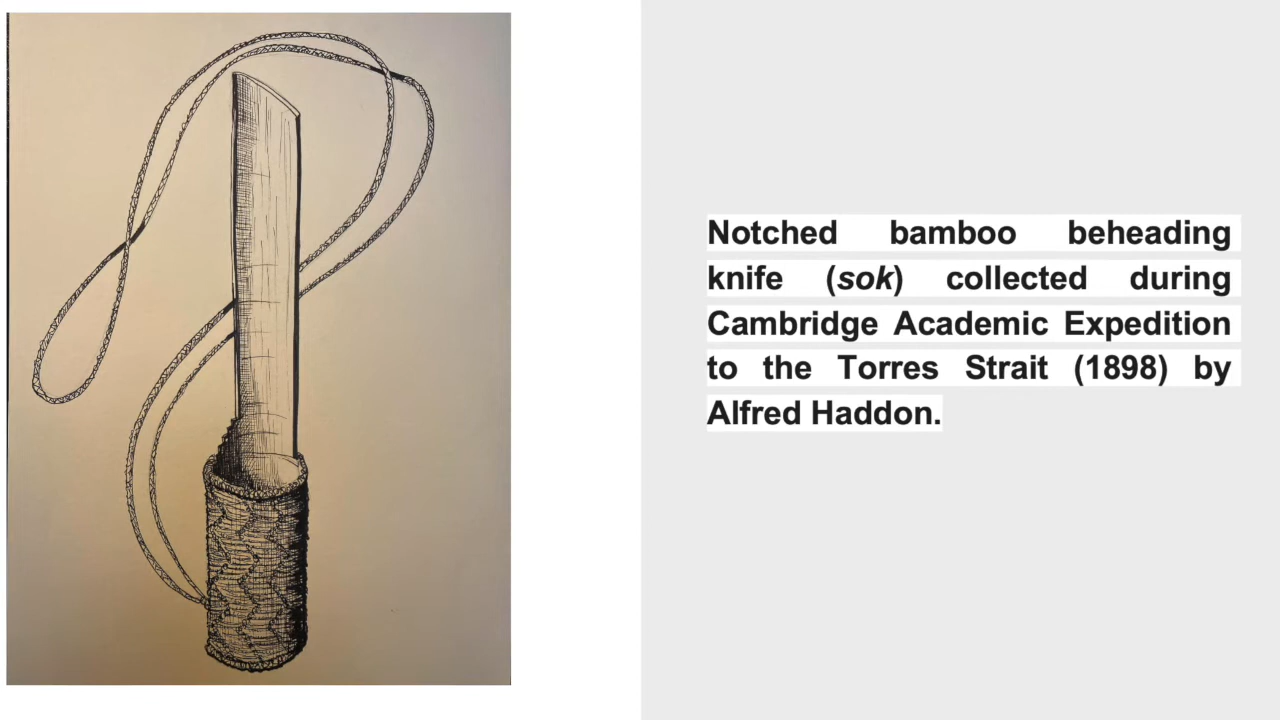 Notched bamboo beheading
knife (sok) collected during
Cambridge Academic Expedition
to the Torres Strait (1898) by
Alfred Haddon.